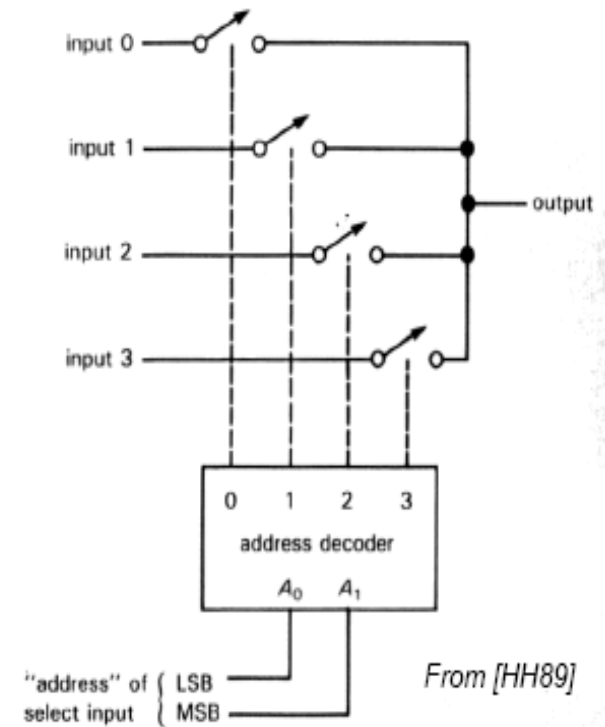 input 0
input 1
output
input 2
input 3
0 1 2 3
address decoder
A₀ A₁
"address" of { LSB
select input { MSB
From [HH89]